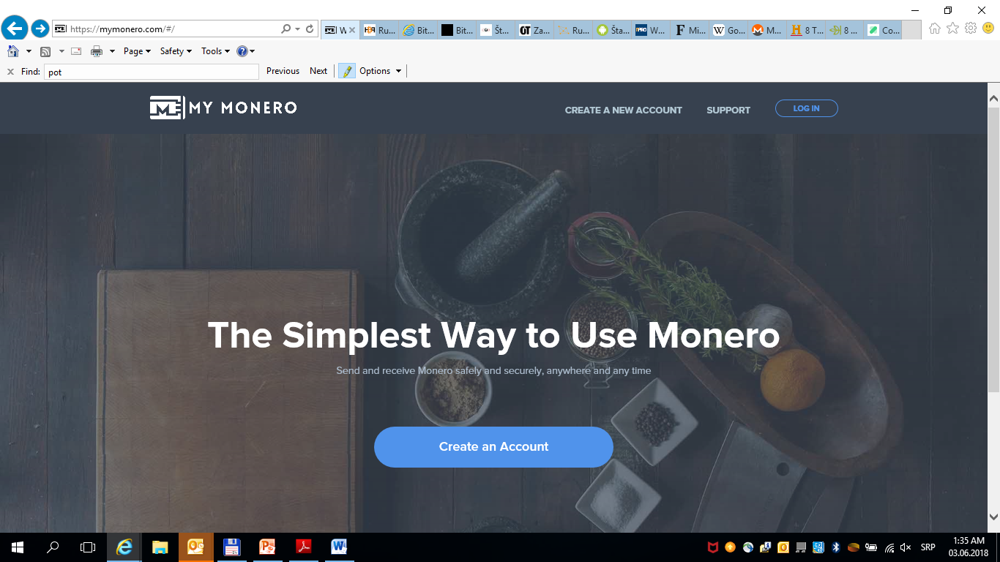 https://mymonero.com/#/
W...
Ru...
Bit...
Bit...
Št...
Za...
Ru...
Šta...
W...
Mi...
Go...
M...
8 T...
8 ...
Co...
Page
Safety
Tools
Find: pot
Previous
Next
Options
MY MONERO
CREATE A NEW ACCOUNT
SUPPORT
LOG IN
The Simplest Way to Use Monero
Send and receive Monero safely and securely, anywhere and any time
Create an Account
SRP
1:35 AM
03.06.2018